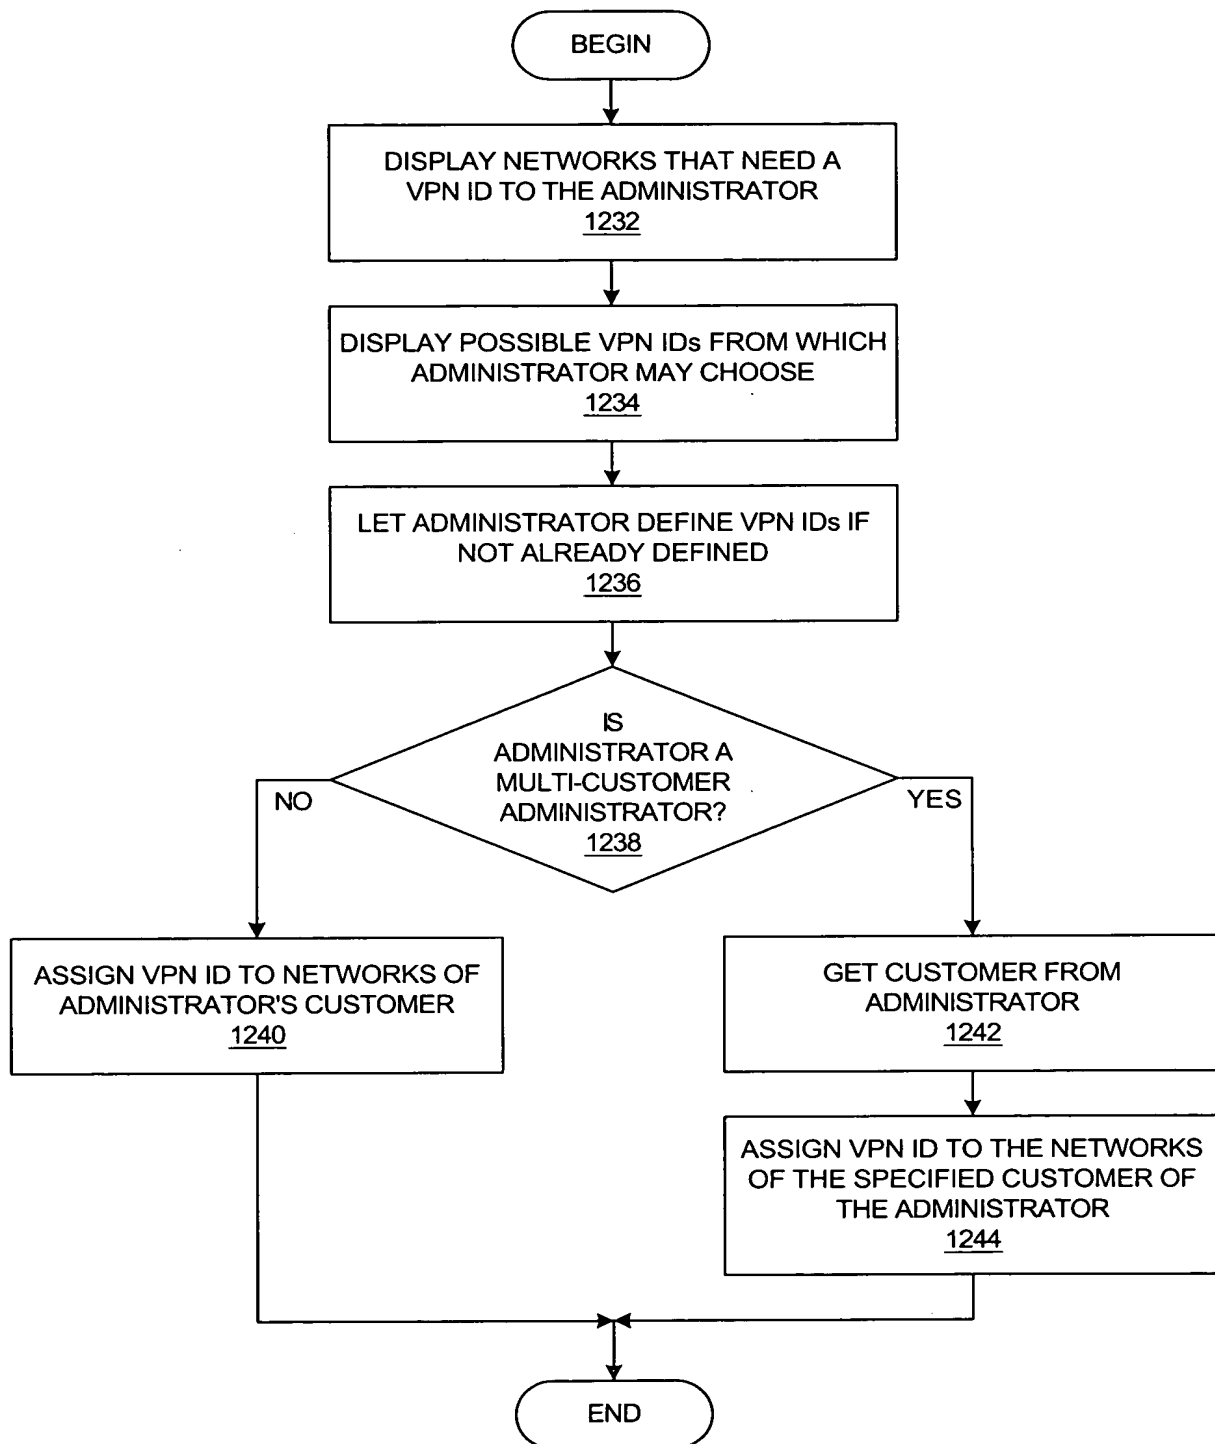 BEGIN
DISPLAY NETWORKS THAT NEED A
VPN ID TO THE ADMINISTRATOR
1232
DISPLAY POSSIBLE VPN IDs FROM WHICH
ADMINISTRATOR MAY CHOOSE
1234
LET ADMINISTRATOR DEFINE VPN IDs IF
NOT ALREADY DEFINED
1236
IS
ADMINISTRATOR A
MULTI-CUSTOMER
ADMINISTRATOR?
1238
NO
YES
ASSIGN VPN ID TO NETWORKS OF
ADMINISTRATOR'S CUSTOMER
1240
GET CUSTOMER FROM
ADMINISTRATOR
1242
ASSIGN VPN ID TO THE NETWORKS
OF THE SPECIFIED CUSTOMER OF
THE ADMINISTRATOR
1244
END